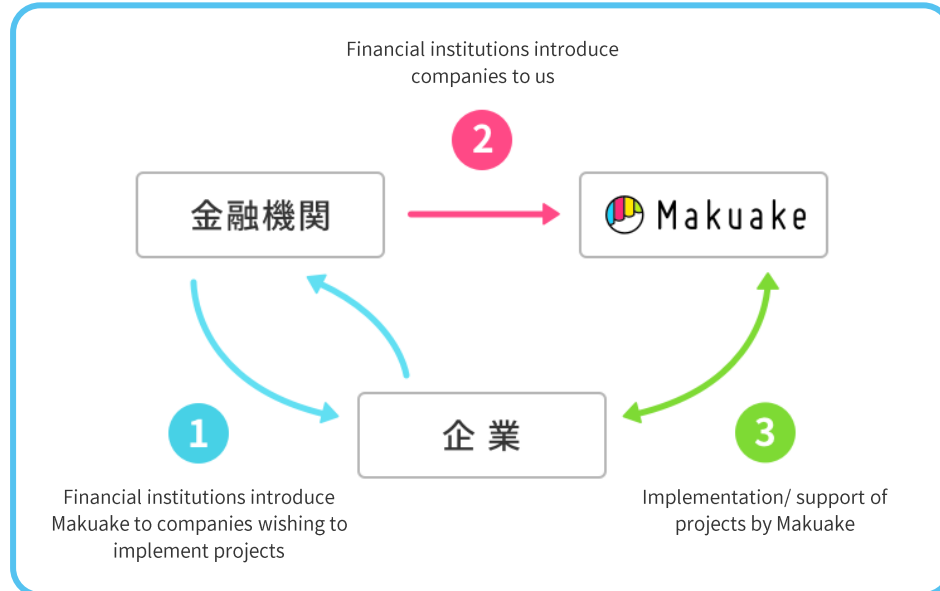 Financial institutions introduce
companies to us
2
金融機関
Makuake
企業
1
3
Financial institutions introduce
Makuake to companies wishing to
implement projects
Implementation/ support of
projects by Makuake